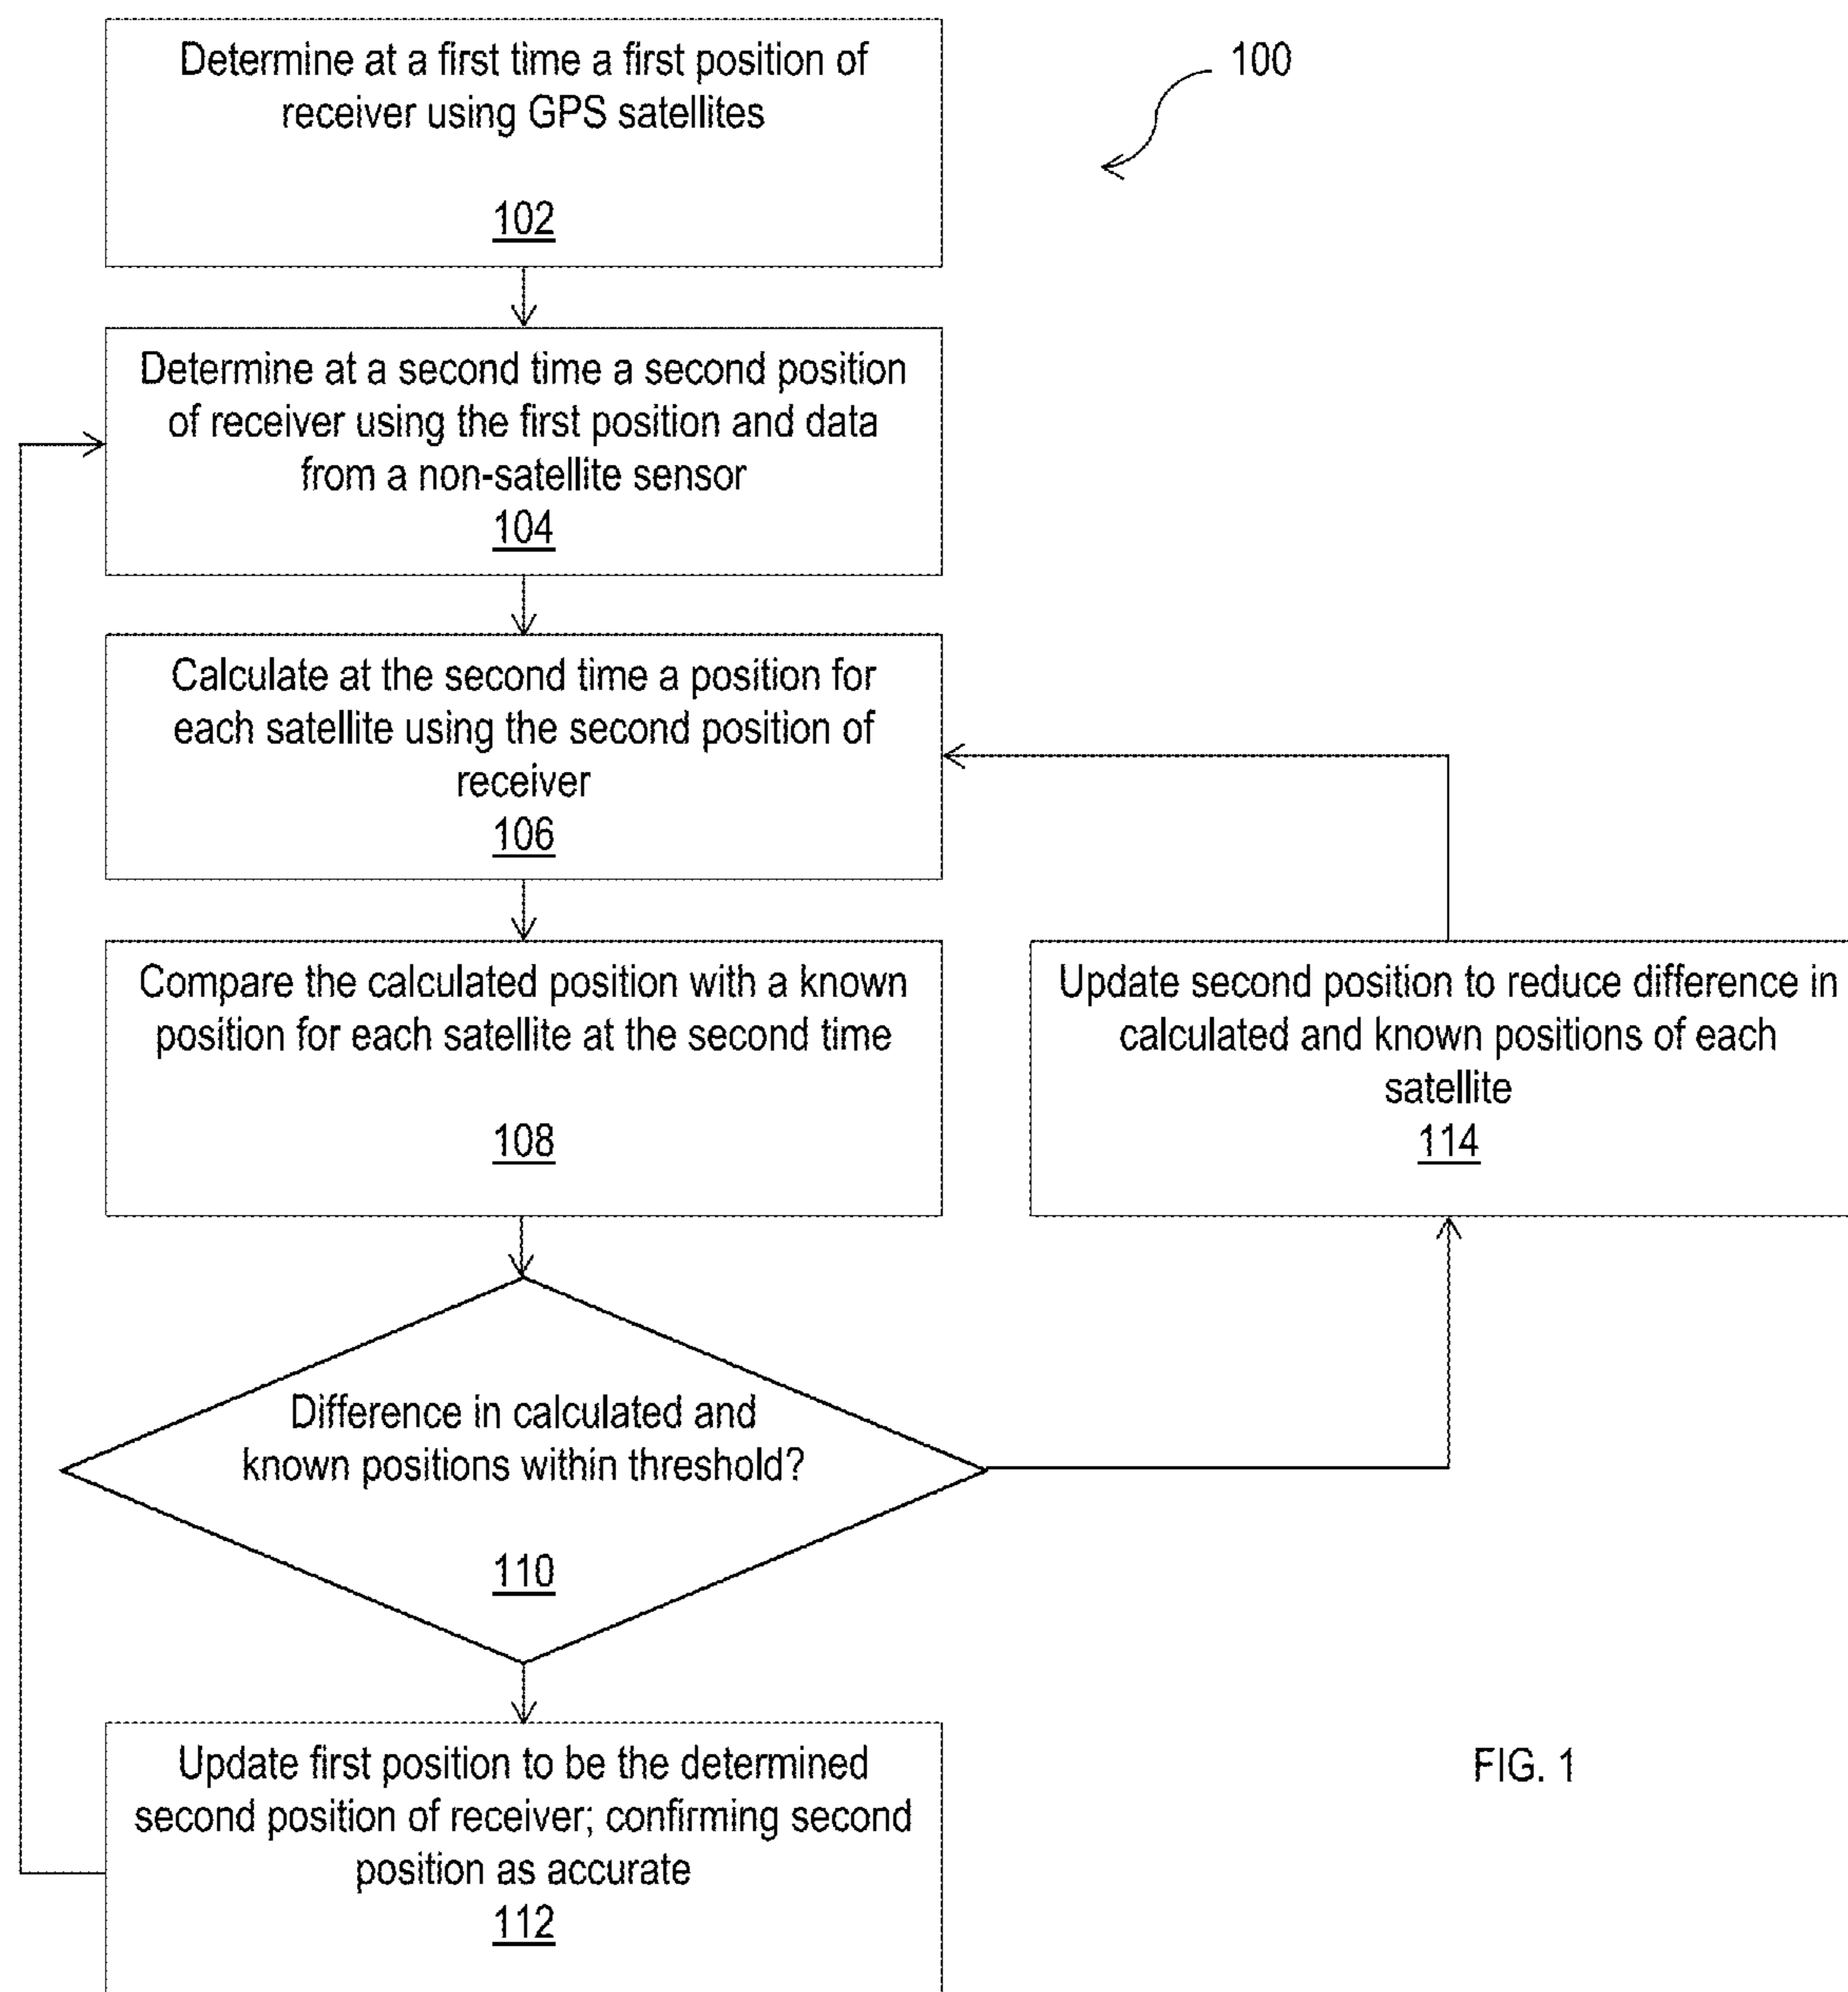 Determine at a first time a first position of
receiver using GPS satellites
102
100
Determine at a second time a second position
of receiver using the first position and data
from a non-satellite sensor
104
Calculate at the second time a position for
each satellite using the second position of
receiver
106
Compare the calculated position with a known
position for each satellite at the second time
108
Update second position to reduce difference in
calculated and known positions of each
satellite
114
Difference in calculated and
known positions within threshold?
110
Update first position to be the determined
second position of receiver; confirming second
position as accurate
112
FIG. 1